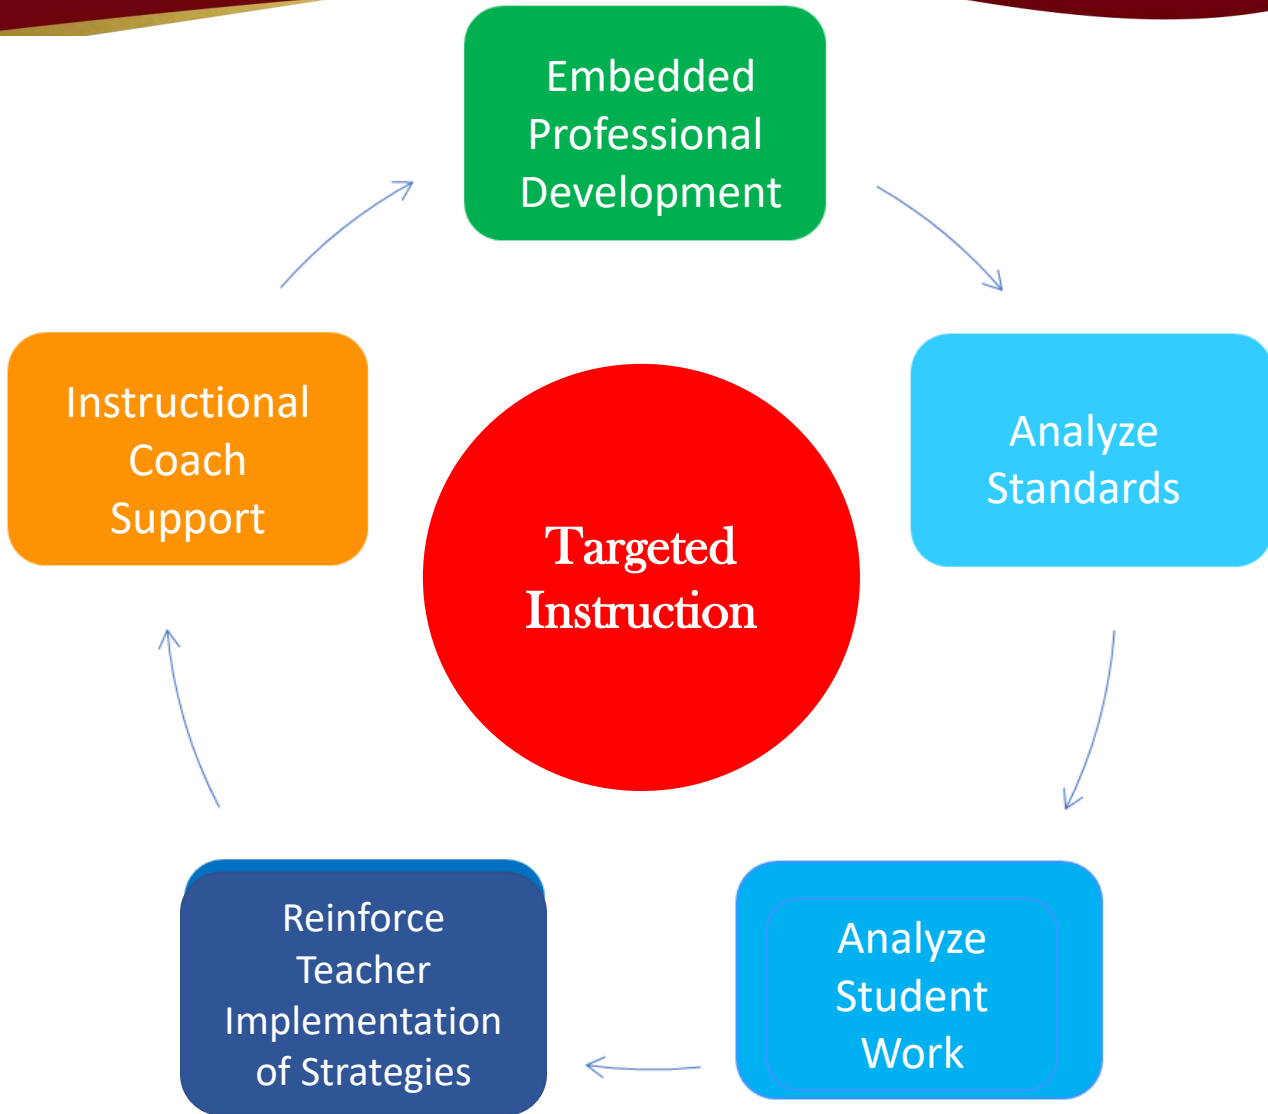 Embedded
Professional
Development
Analyze
Standards
Analyze
Student
Work
Reinforce
Teacher
Implementation
of Strategies
Instructional
Coach
Support
Targeted
Instruction